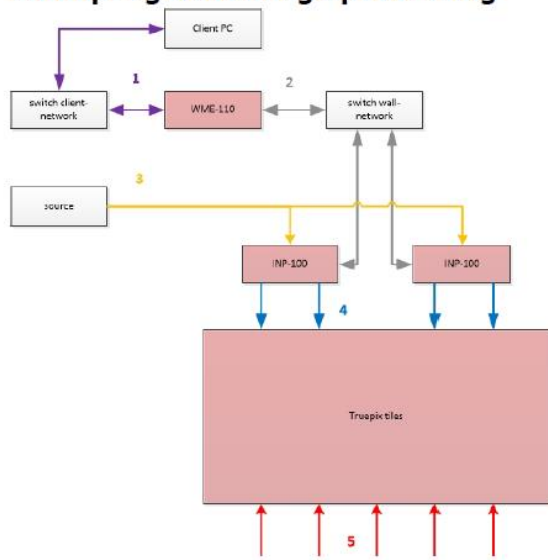 Client PC
1
2
switch client-
network
WME-110
switch wall-
network
3
source
INP-100
INP-100
4
Truepix tiles
5